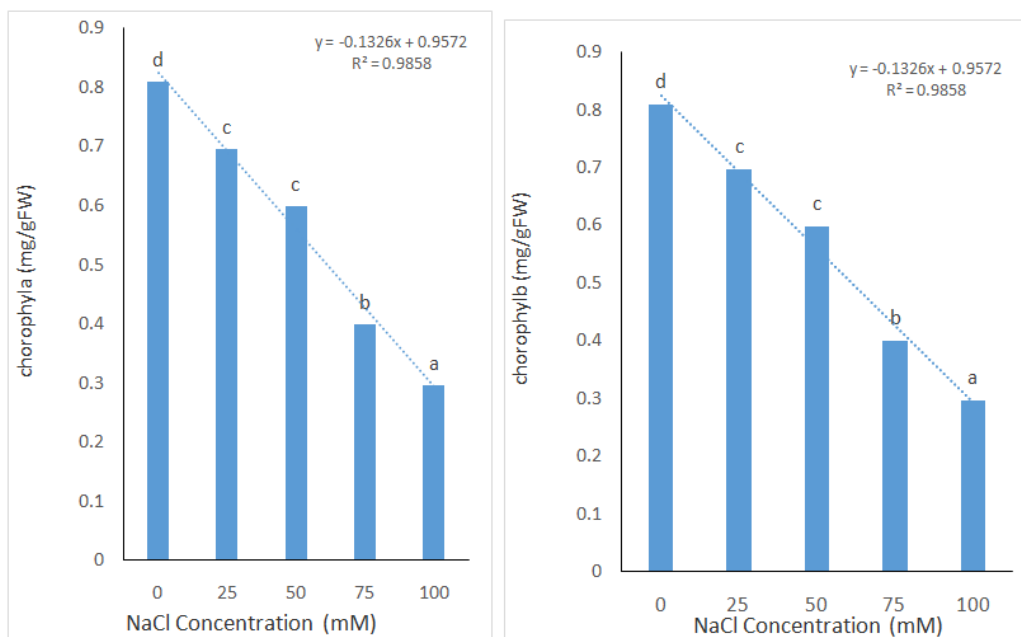 0.9
0.8
0.7
0.6
0.5
0.4
0.3
0.2
0.1
0
chorophyla (mg/gFW)
y = -0.1326x + 0.9572
R² = 0.9858
d
c
c
b
a
0 25 50 75 100
NaCl Concentration (mM)
0.9
0.8
0.7
0.6
0.5
0.4
0.3
0.2
0.1
0
chorophylb (mg/gFW)
y = -0.1326x + 0.9572
R² = 0.9858
d
c
c
b
a
0 25 50 75 100
NaCl Concentration (mM)